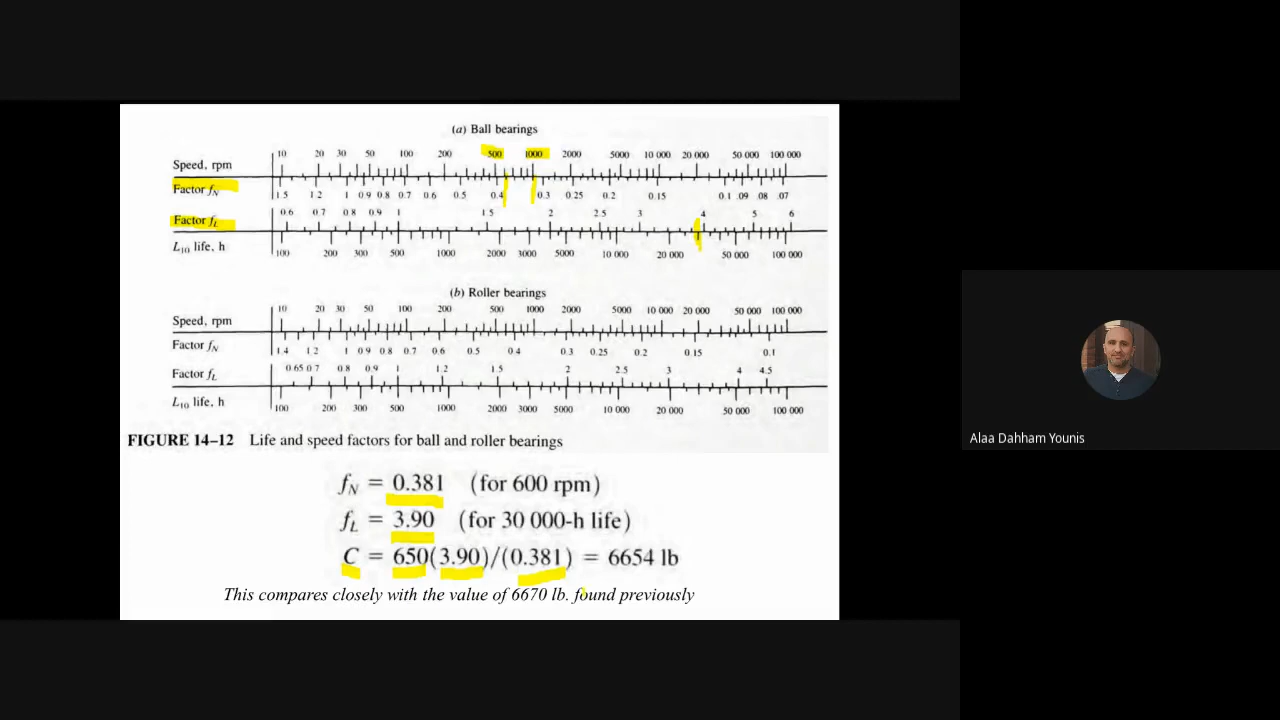 (a) Ball bearings
10 20 30 50 100 200 500 1000 2000 5000 10 000 20 000 50 000 100 000
Speed, rpm
Factor fN
1.5 1 2 1 0 9 0.8 0.7 0.6 0.5 0.4 0.3 0.25 0.2 0.15 0.1 .09 08 .07
0.6 0.7 0.8 0.9 1 1 5 2 2.5 3 4 5 6
Factor fL
L10 life, h
100 200 300 500 1000 2000 3000 5000 10 000 20 000 50 000 100 000
(b) Roller bearings
10 20 30 50 100 200 500 1000 2000 5000 10 000 20 000 50 000 100 000
Speed, rpm
Factor fN
1.4 1 2 1 0 9 0.8 0.7 0.6 0.5 0.4 0.3 0.25 0.2 0.15 0.1
0.65 0 7 0.8 0.9 1 1.2 1.5 2 2.5 3 4 4.5
Factor fL
L10 life, h
100 200 300 500 1000 2000 3000 5000 10 000 20 000 50 000 100 000
FIGURE 14–12 Life and speed factors for ball and roller bearings
fN = 0.381 (for 600 rpm)
fL = 3.90 (for 30 000-h life)
C = 650(3.90)/(0.381) = 6654 lb
This compares closely with the value of 6670 lb. found previously
Alaa Dahham Younis